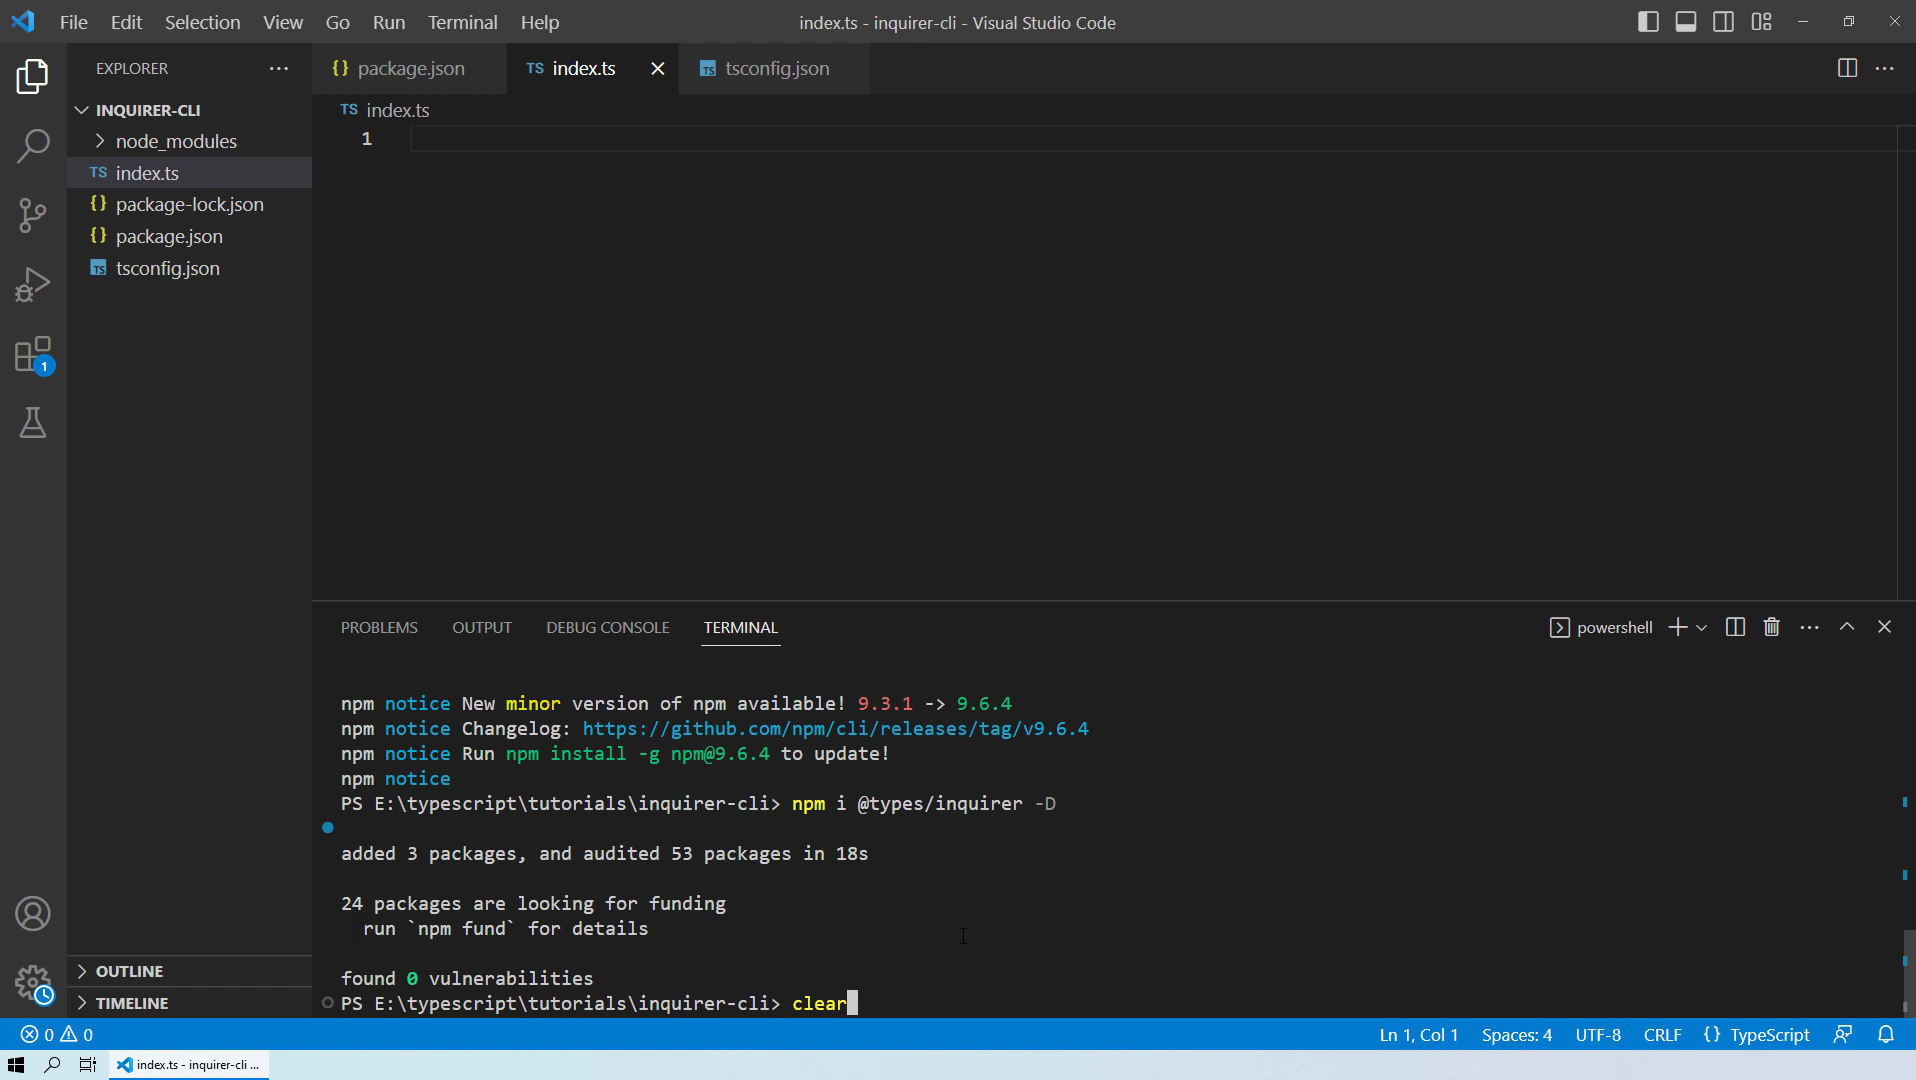 File Edit Selection View Go Run Terminal Help
index.ts - inquirer-cli - Visual Studio Code
EXPLORER
INQUIRER-CLI
node_modules
TS index.ts
{} package-lock.json
{} package.json
TS tsconfig.json
OUTLINE
TIMELINE
1
{} package.json
TS index.ts
TS tsconfig.json
TS index.ts
1
PROBLEMS OUTPUT DEBUG CONSOLE TERMINAL
powershell
npm notice New minor version of npm available! 9.3.1 -> 9.6.4
npm notice Changelog: https://github.com/npm/cli/releases/tag/v9.6.4
npm notice Run npm install -g npm@9.6.4 to update!
npm notice
PS E:\typescript\tutorials\inquirer-cli> npm i @types/inquirer -D
added 3 packages, and audited 53 packages in 18s
24 packages are looking for funding
run `npm fund` for details
found 0 vulnerabilities
PS E:\typescript\tutorials\inquirer-cli> clear
0 0
Ln 1, Col 1 Spaces: 4 UTF-8 CRLF {} TypeScript
index.ts - inquirer-cli ...